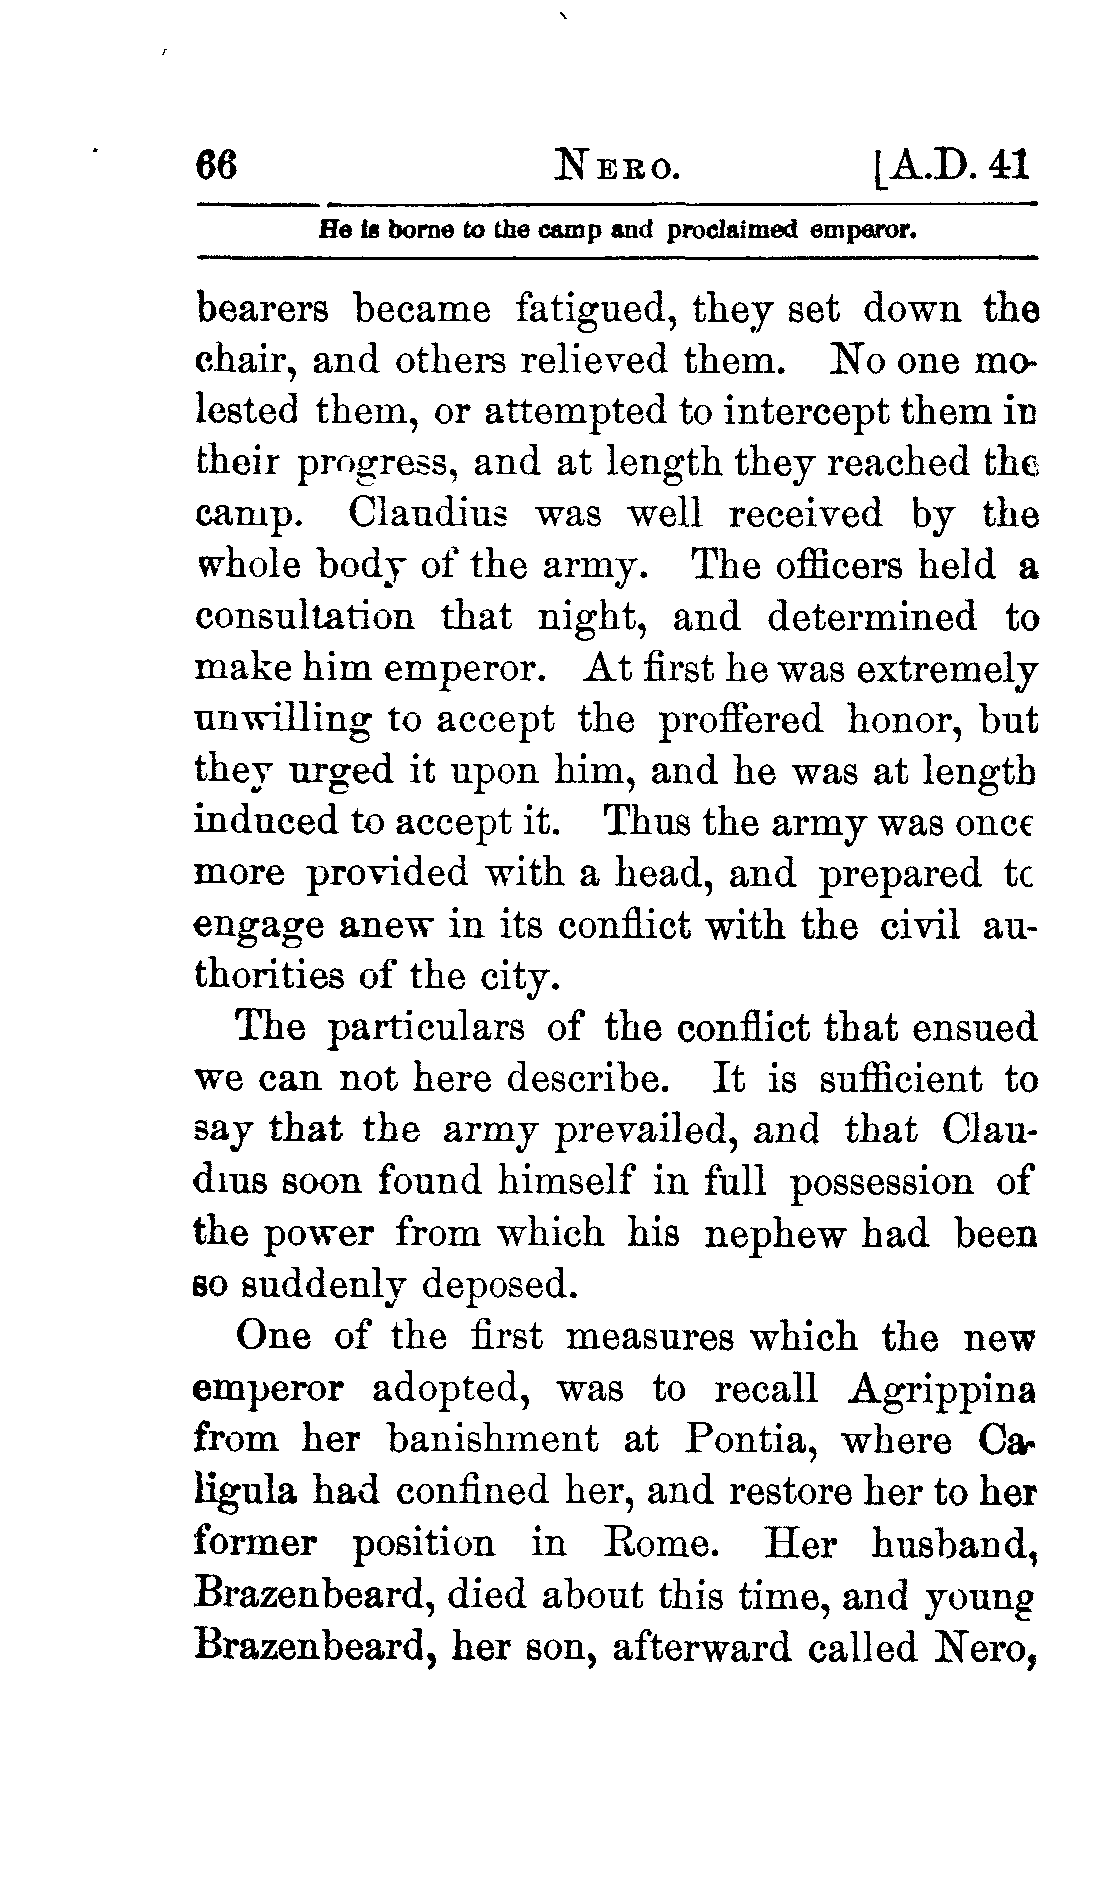 66 NERO. [A.D. 41
He is borne to the camp and proclaimed emperor.
bearers became fatigued, they set down the
chair, and others relieved them. No one mo-
lested them, or attempted to intercept them in
their progress, and at length they reached the
camp. Claudius was well received by the
whole body of the army. The officers held a
consultation that night, and determined to
make him emperor. At first he was extremely
unwilling to accept the proffered honor, but
they urged it upon him, and he was at length
induced to accept it. Thus the army was once
more provided with a head, and prepared to
engage anew in its conflict with the civil au-
thorities of the city.
The particulars of the conflict that ensued
we can not here describe. It is sufficient to
say that the army prevailed, and that Clau-
dius soon found himself in full possession of
the power from which his nephew had been
so suddenly deposed.
One of the first measures which the new
emperor adopted, was to recall Agrippina
from her banishment at Pontia, where Ca-
ligula had confined her, and restore her to her
former position in Rome. Her husband,
Brazenbeard, died about this time, and young
Brazenbeard, her son, afterward called Nero,